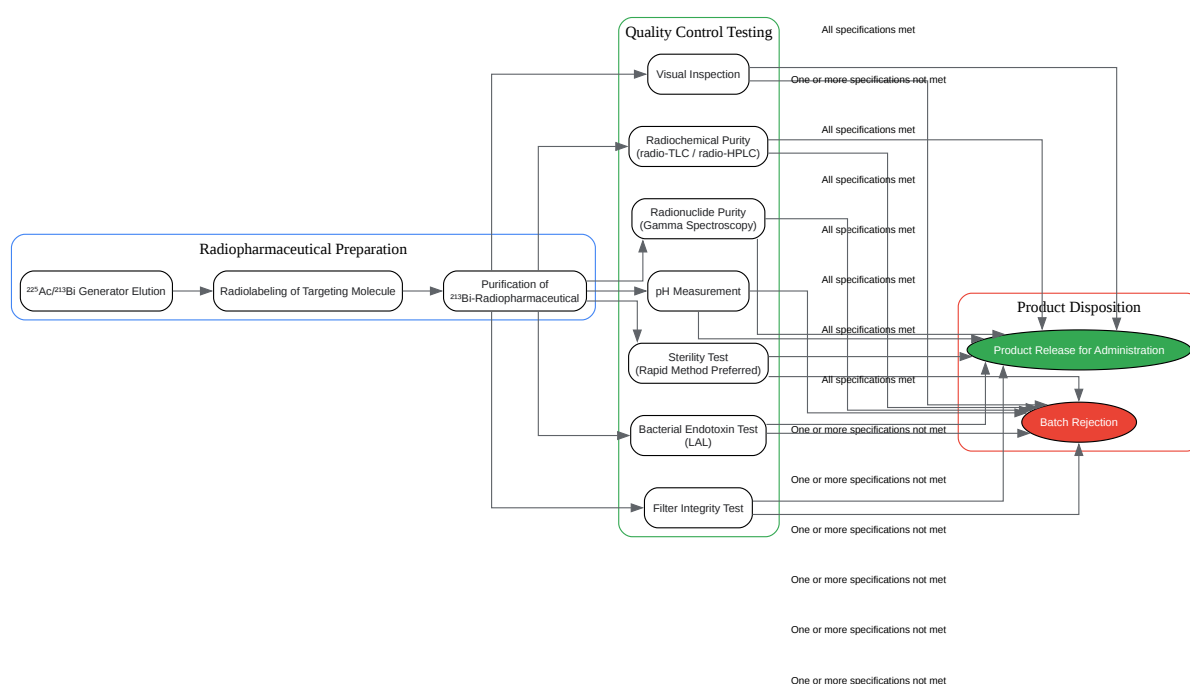 Quality Control Testing
All specifications met
Visual Inspection
One or more specifications not met
All specifications met
Radiochemical Purity
(radio-TLC / radio-HPLC)
All specifications met
Radionuclide Purity
(Gamma Spectroscopy)
All specifications met
Radiopharmaceutical Preparation
²²⁵Ac/²¹³Bi Generator Elution
Radiolabeling of Targeting Molecule
Purification of
²¹³Bi-Radiopharmaceutical
pH Measurement
All specifications met
Product Disposition
All specifications met
Sterility Test
(Rapid Method Preferred)
Product Release for Administration
All specifications met
Bacterial Endotoxin Test
(LAL)
One or more specifications not met
Batch Rejection
One or more specifications not met
Filter Integrity Test
One or more specifications not met
One or more specifications not met
One or more specifications not met
One or more specifications not met